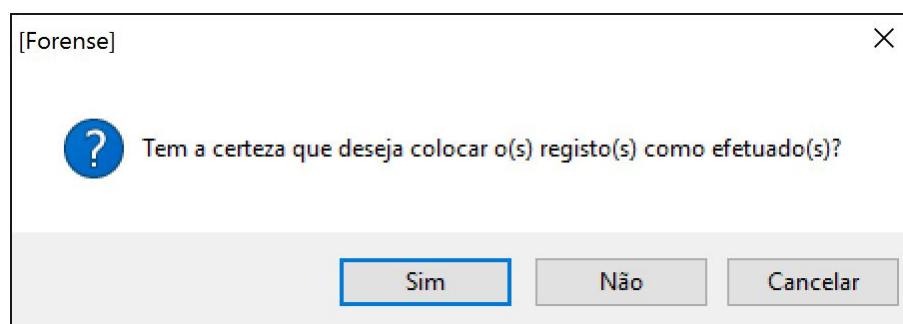 [Forense]
Tem a certeza que deseja colocar o(s) registo(s) como efetuado(s)?
Sim Não Cancelar